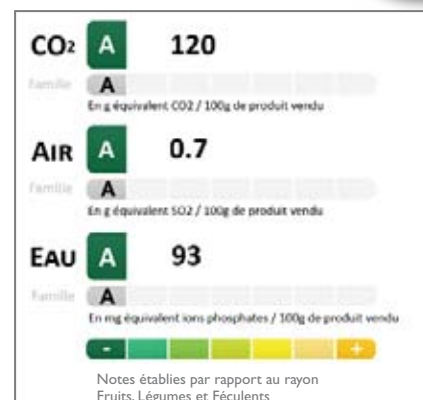 CO2 A 120
Famille A
En g équivalent CO2 / 100g de produit vendu
AIR A 0.7
Famille A
En g équivalent SO2 / 100g de produit vendu
EAU A 93
Famille A
En mg équivalent ions phosphates / 100g de produit vendu
- +
Notes établies par rapport au rayon
Fruits, Légumes et Féculents